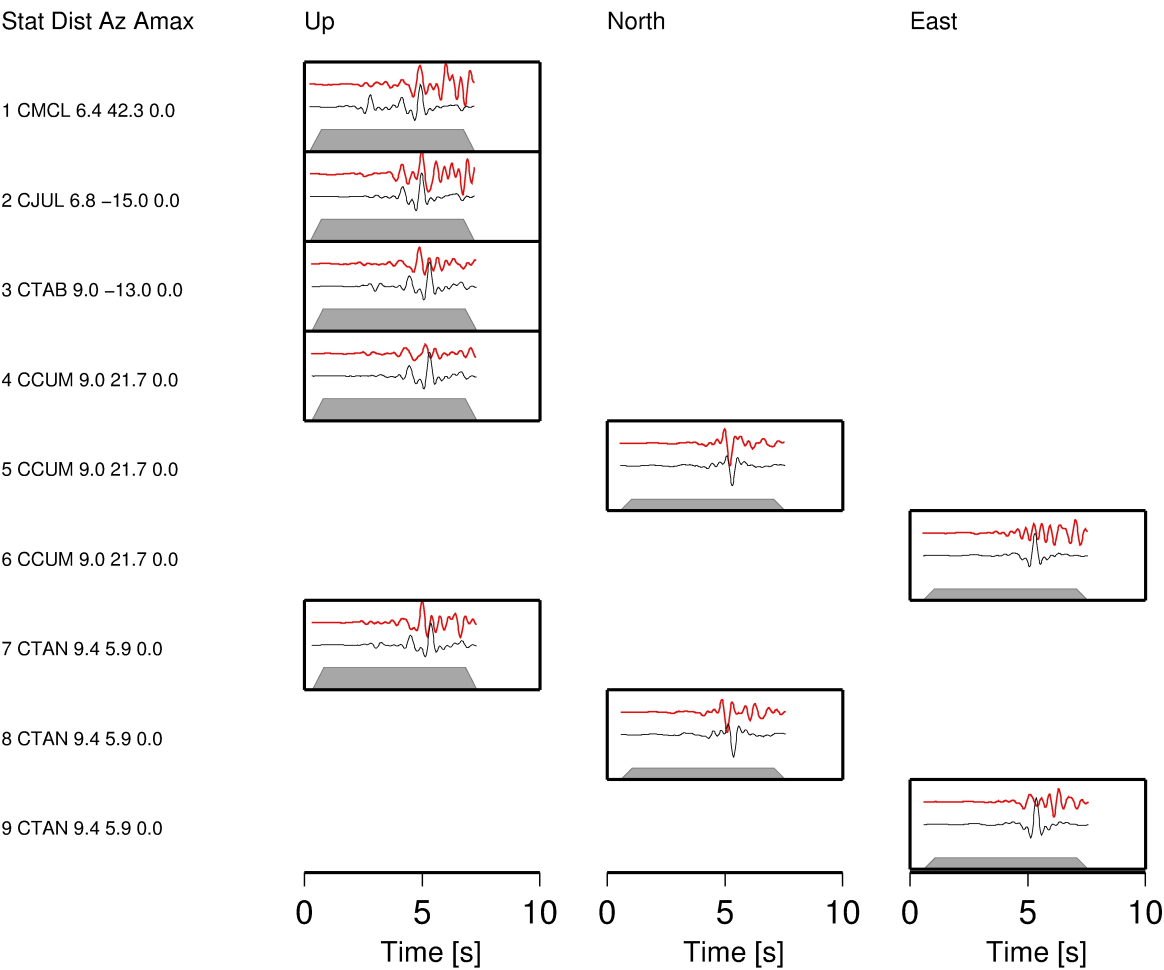 Stat Dist Az Amax Up North East
1 CMCL 6.4 42.3 0.0
2 CJUL 6.8 −15.0 0.0
3 CTAB 9.0 −13.0 0.0
4 CCUM 9.0 21.7 0.0
5 CCUM 9.0 21.7 0.0
6 CCUM 9.0 21.7 0.0
7 CTAN 9.4 5.9 0.0
8 CTAN 9.4 5.9 0.0
9 CTAN 9.4 5.9 0.0
0 5 10 0 5 10 0 5 10
Time [s] Time [s] Time [s]